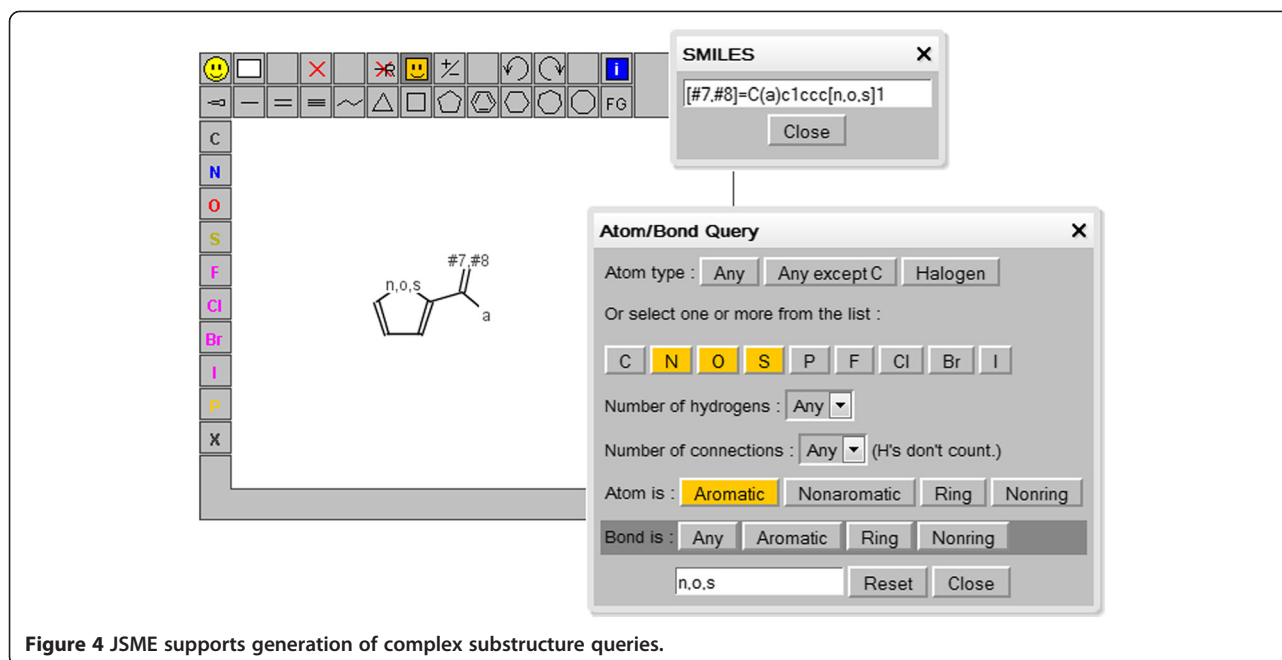 SMILES
[#7,#8]=C(a)c1ccc[n,o,s]1
Close
R
+/-
i
FG
C
N
O
S
F
Cl
Br
I
P
X
#7,#8
n,o,s
a
Atom/Bond Query
Atom type : Any Any except C Halogen
Or select one or more from the list :
C N O S P F Cl Br I
Number of hydrogens : Any
Number of connections : Any (H's don't count.)
Atom is : Aromatic Nonaromatic Ring Nonring
Bond is : Any Aromatic Ring Nonring
n,o,s Reset Close
Figure 4 JSME supports generation of complex substructure queries.